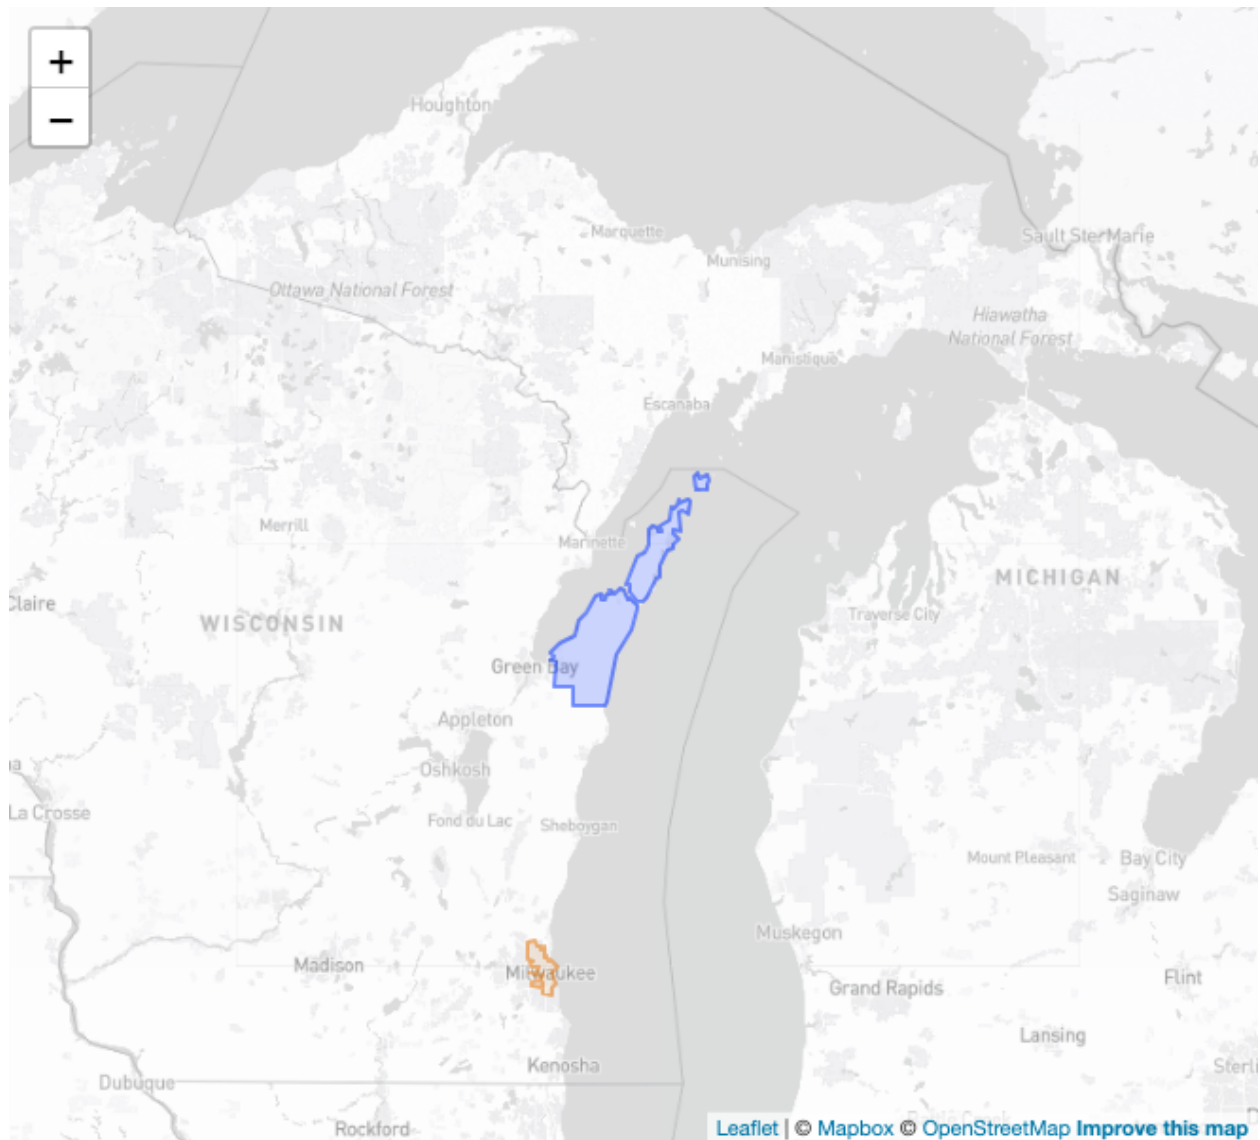 +
−
Houghton
Marquette
Sault Ste. Marie
Munising
Ottawa National Forest
Hiawatha
National Forest
Manistique
Escanaba
Merrill
Marinette
MICHIGAN
Claire
WISCONSIN
Traverse City
Green Bay
Appleton
Oshkosh
La Crosse
Fond du Lac
Sheboygan
Mount Pleasant
Bay City
Saginaw
Muskegon
Madison
Milwaukee
Flint
Grand Rapids
Lansing
Kenosha
Sterli
Dubuque
Rockford
Leaflet | © Mapbox © OpenStreetMap Improve this map